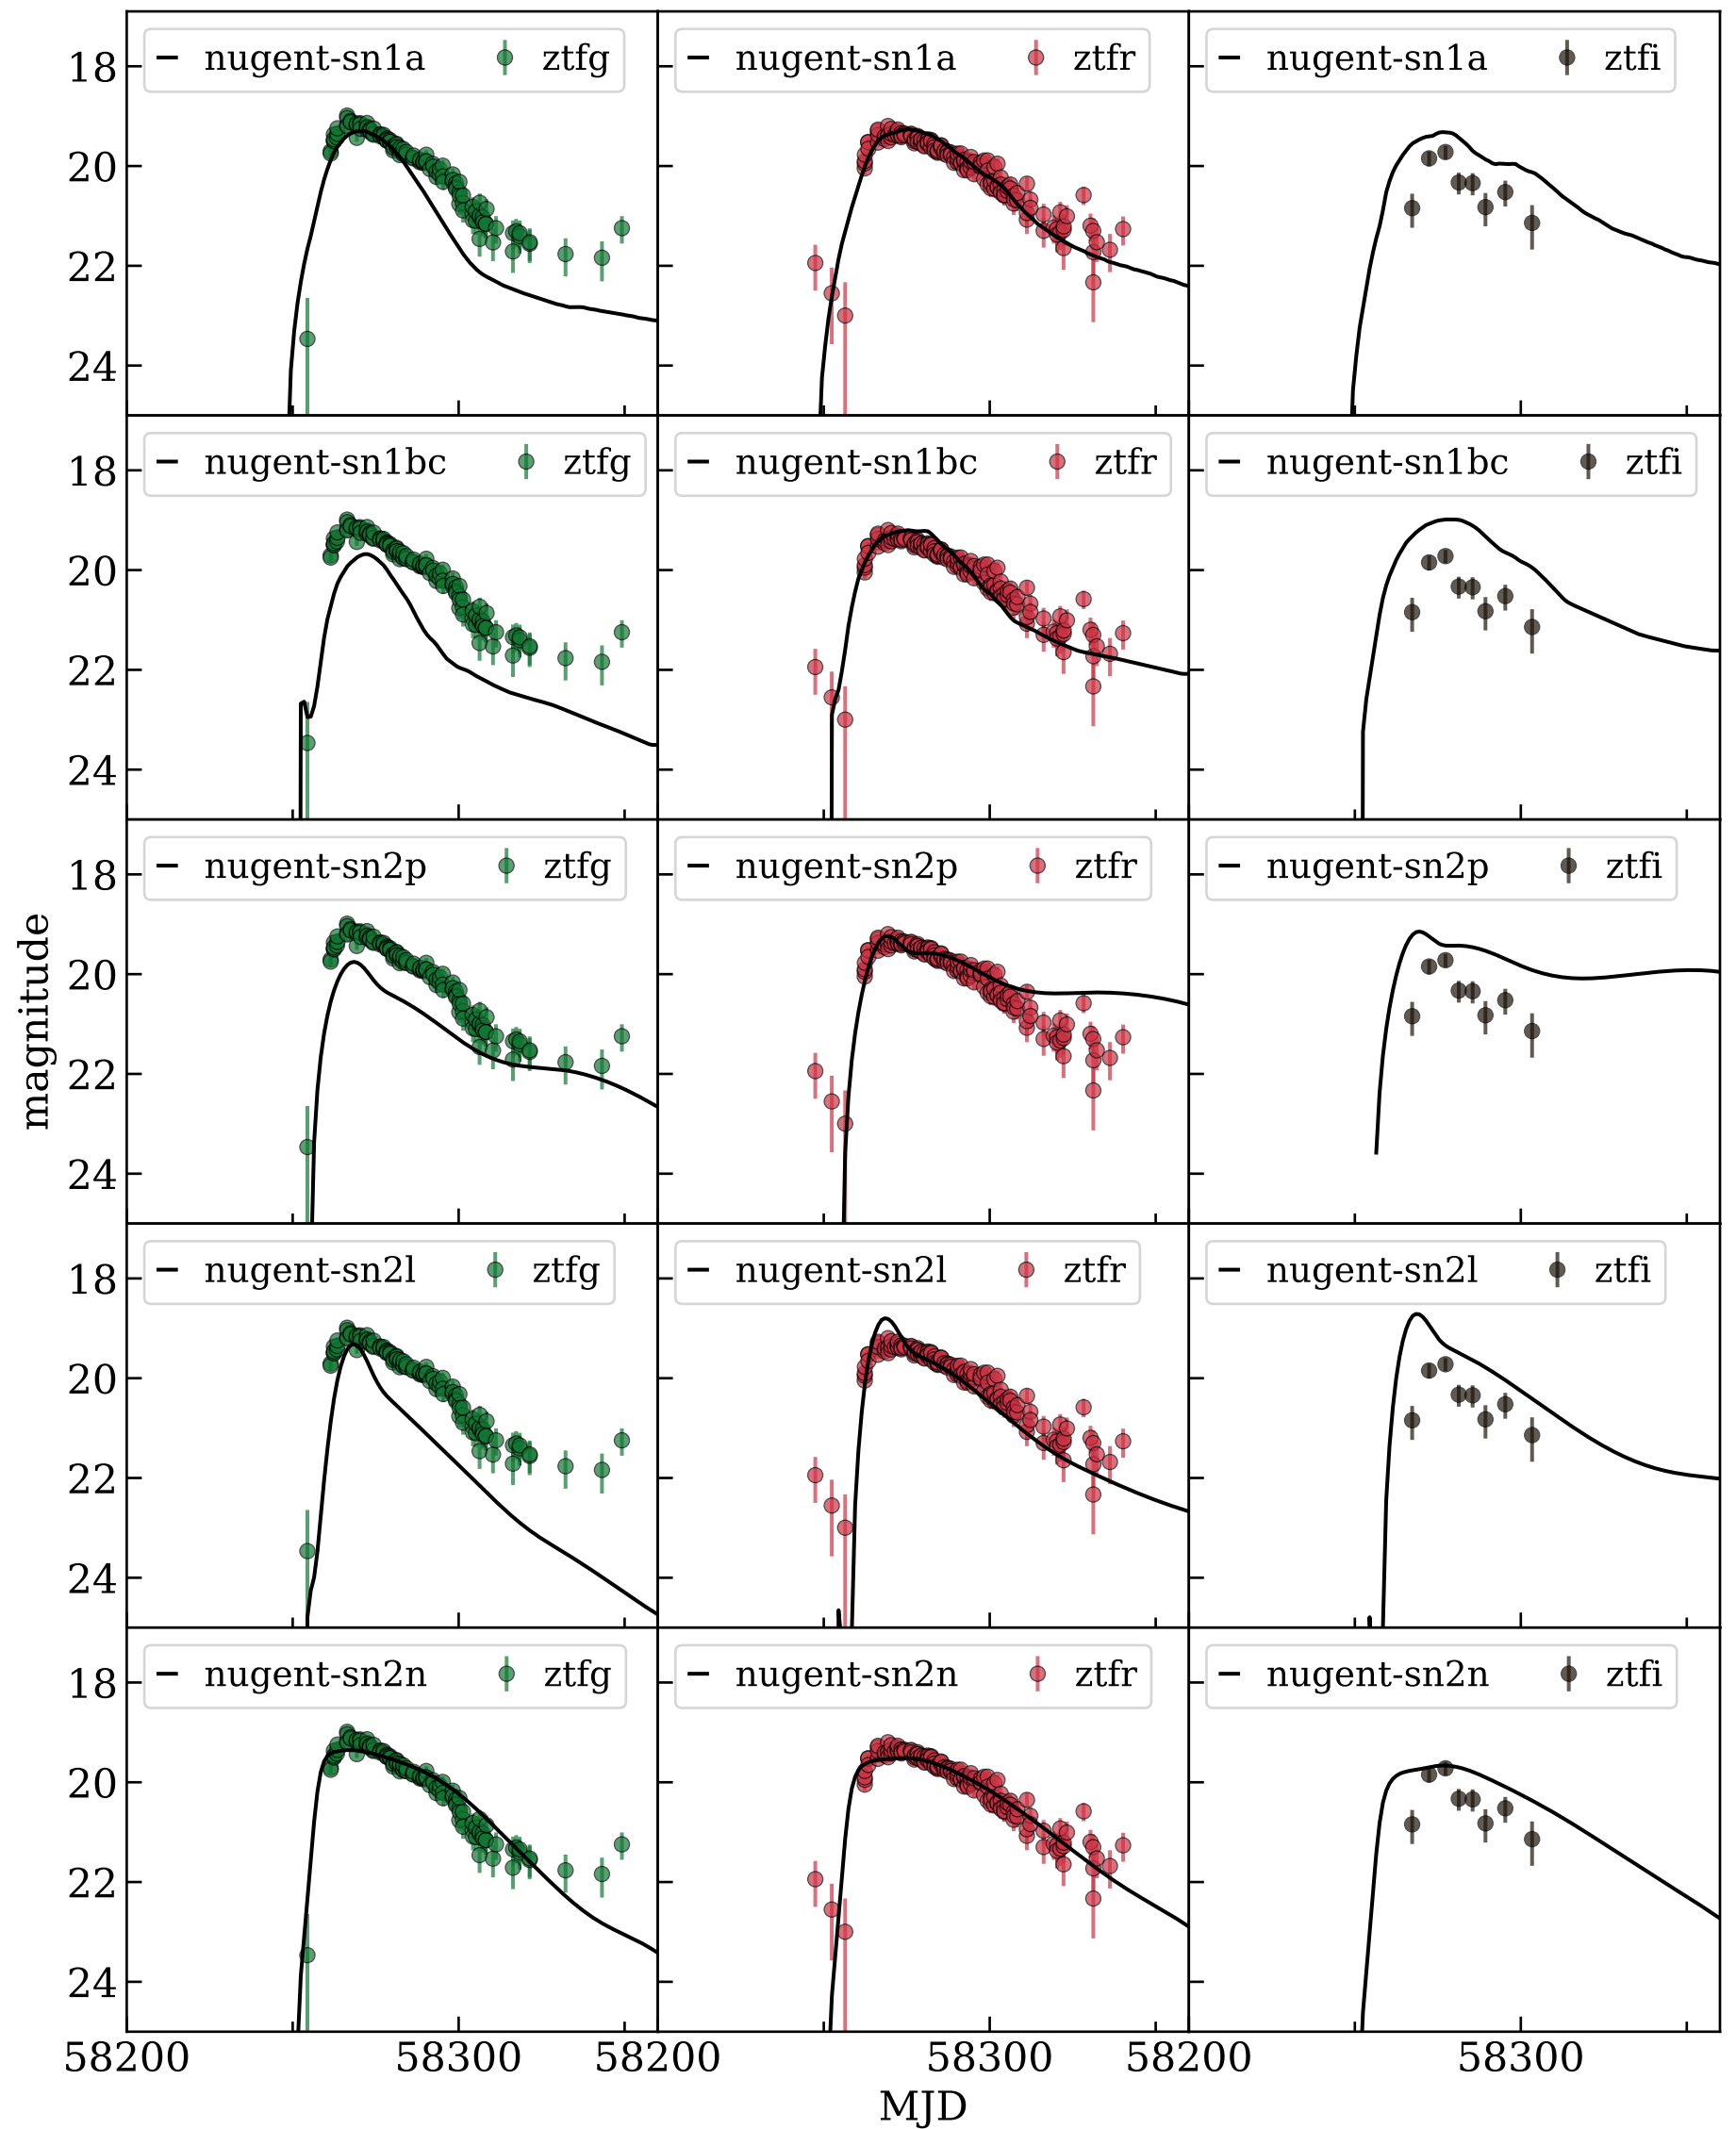 nugent-sn1a ztfg nugent-sn1a ztfr nugent-sn1a ztfi
18
20
22
24
nugent-sn1bc ztfg nugent-sn1bc ztfr nugent-sn1bc ztfi
18
20
22
24
nugent-sn2p ztfg nugent-sn2p ztfr nugent-sn2p ztfi
18
20
22
24
magnitude
nugent-sn2l ztfg nugent-sn2l ztfr nugent-sn2l ztfi
18
20
22
24
nugent-sn2n ztfg nugent-sn2n ztfr nugent-sn2n ztfi
18
20
22
24
58200 58300 58200 58300 58200 58300
MJD